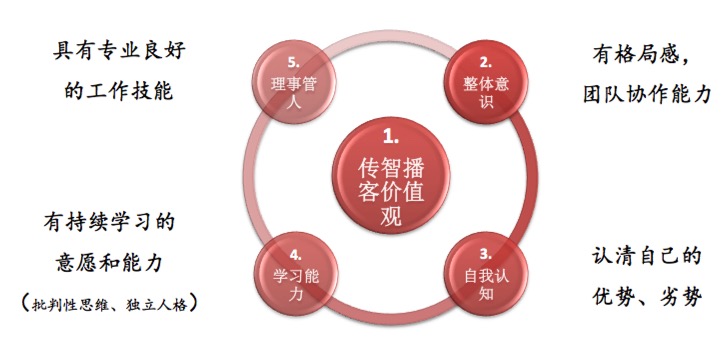 具有专业良好
的工作技能
5.
理事管
人
2.
整体意
识
有格局感，
团队协作能力
1.
传智播
客价值
观
有持续学习的
意愿和能力
（批判性思维、独立人格）
4.
学习能
力
3.
自我认
知
认清自己的
优势、劣势